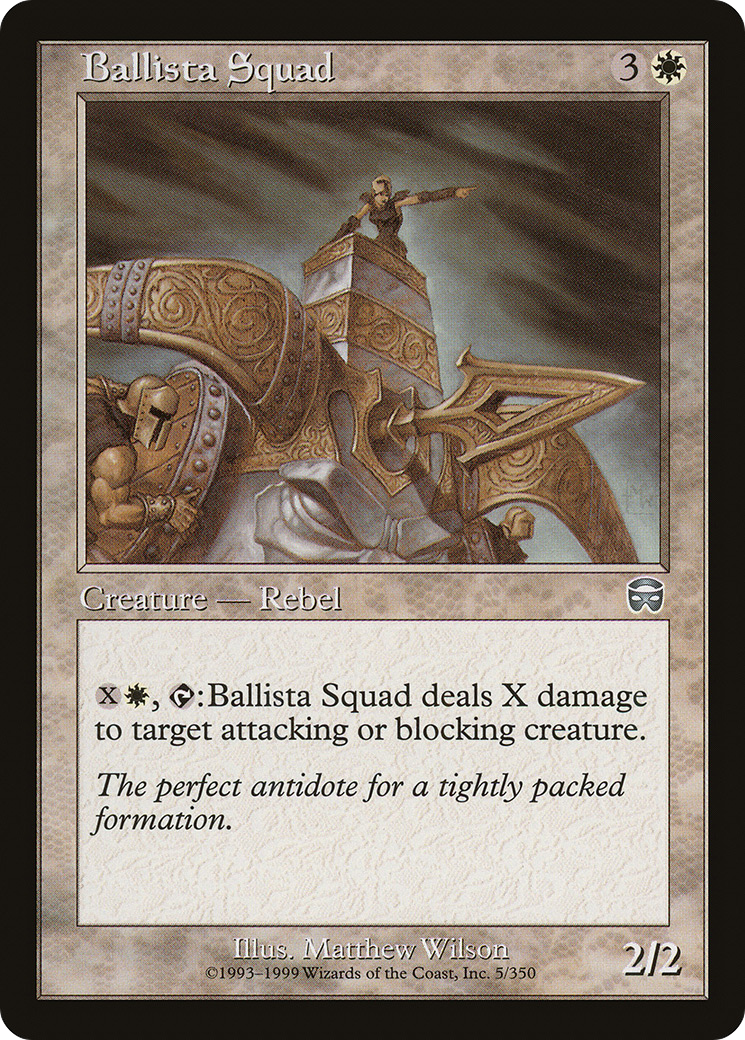 Ballista Squad 3
Creature — Rebel
X, : Ballista Squad deals X damage
to target attacking or blocking creature.
The perfect antidote for a tightly packed
formation.
Illus. Matthew Wilson
©1993–1999 Wizards of the Coast, Inc. 5/350
2/2